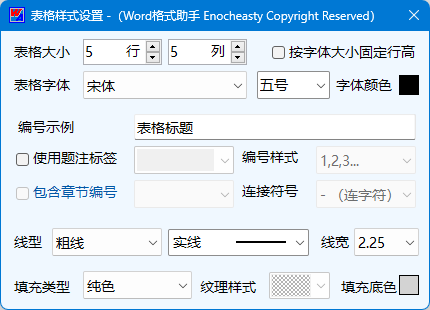 表格样式设置 -（Word格式助手 Enocheasty Copyright Reserved）
表格大小 5 行 5 列 按字体大小固定行高
表格字体 宋体 五号 字体颜色
编号示例 表格标题
使用题注标签 编号样式 1,2,3...
包含章节编号 连接符号 - （连字符）
线型 粗线 实线 线宽 2.25
填充类型 纯色 纹理样式 填充底色